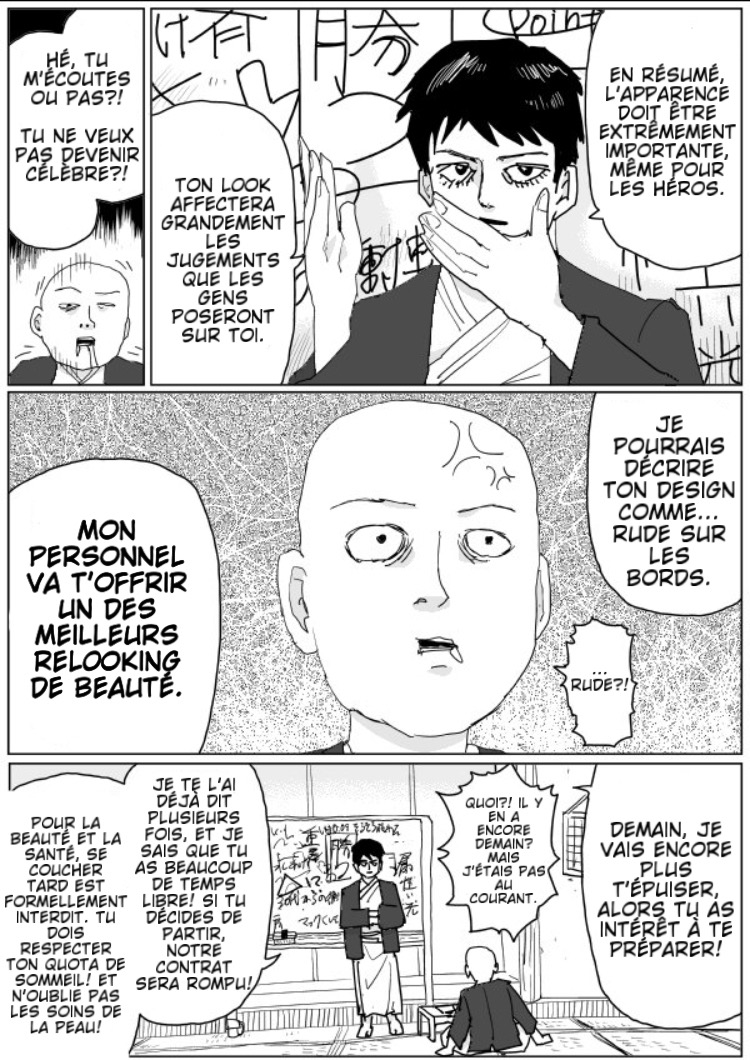 EN RÉSUMÉ,
L'APPARENCE
DOIT ÊTRE
EXTRÊMEMENT
IMPORTANTE,
MÊME POUR
LES HÉROS.
Point
TON LOOK
AFFECTERA
GRANDEMENT
LES
JUGEMENTS
QUE LES
GENS
POSERONT
SUR TOI.
HÉ, TU
M'ÉCOUTES
OU PAS?!
TU NE VEUX
PAS DEVENIR
CÉLÈBRE?!
JE
POURRAIS
DÉCRIRE
TON DESIGN
COMME...
RUDE SUR
LES
BORDS.
...
RUDE?!
MON
PERSONNEL
VA T'OFFRIR
UN DES
MEILLEURS
RELOOKING
DE BEAUTÉ.
DEMAIN, JE
VAIS ENCORE
PLUS
T'ÉPUISER,
ALORS TU AS
INTÉRÊT À TE
PRÉPARER!
QUOI?! IL Y
EN A
ENCORE
DEMAIN?
MAIS
J'ÉTAIS PAS
AU
COURANT.
JE TE L'AI
DÉJÀ DIT
PLUSIEURS
FOIS, ET JE
SAIS QUE TU
AS BEAUCOUP
DE TEMPS
LIBRE! SI TU
DÉCIDES DE
PARTIR,
NOTRE
CONTRAT
SERA ROMPU!
POUR LA
BEAUTÉ ET LA
SANTÉ, SE
COUCHER
TARD EST
FORMELLEMENT
INTERDIT. TU
DOIS
RESPECTER
TON QUOTA DE
SOMMEIL! ET
N'OUBLIE PAS
LES SOINS DE
LA PEAU!